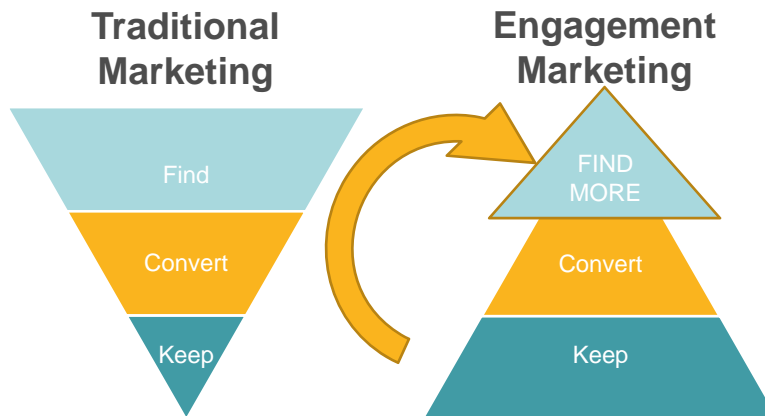 Traditional
Marketing
Find
Convert
Keep
Engagement
Marketing
FIND
MORE
Convert
Keep